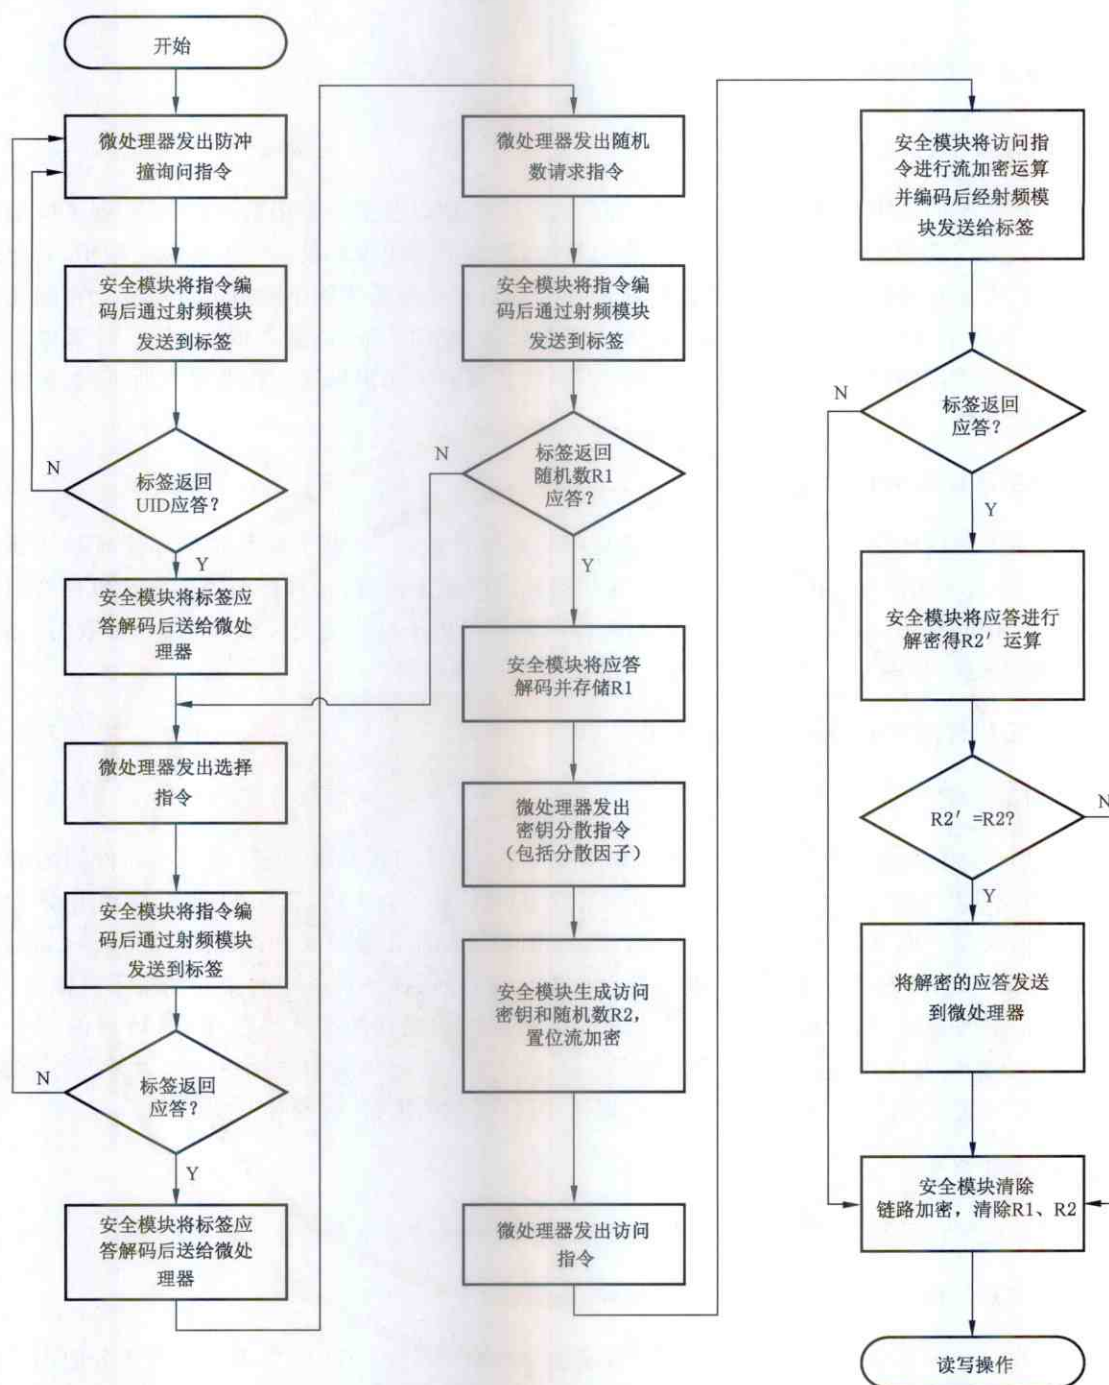 开始
微处理器发出防冲
撞询问指令
安全模块将指令编
码后通过射频模块
发送到标签
N
标签返回
UID应答？
Y
安全模块将标签应
答解码后送给微处
理器
微处理器发出选择
指令
安全模块将指令编
码后通过射频模块
发送到标签
N
标签返回
应答？
Y
安全模块将标签应
答解码后送给微处
理器
微处理器发出随机
数请求指令
安全模块将指令编
码后通过射频模块
发送到标签
N
标签返回
随机数R1
应答？
Y
安全模块将应答
解码并存储R1
微处理器发出
密钥分散指令
（包括分散因子）
安全模块生成访问
密钥和随机数R2，
置位流加密
微处理器发出访问
指令
安全模块将访问指
令进行流加密运算
并编码后经射频模
块发送给标签
N
标签返回
应答？
Y
安全模块将应答进行
解密得R2′运算
R2′=R2?
N
Y
将解密的应答发送
到微处理器
安全模块清除
链路加密，清除R1、R2
读写操作